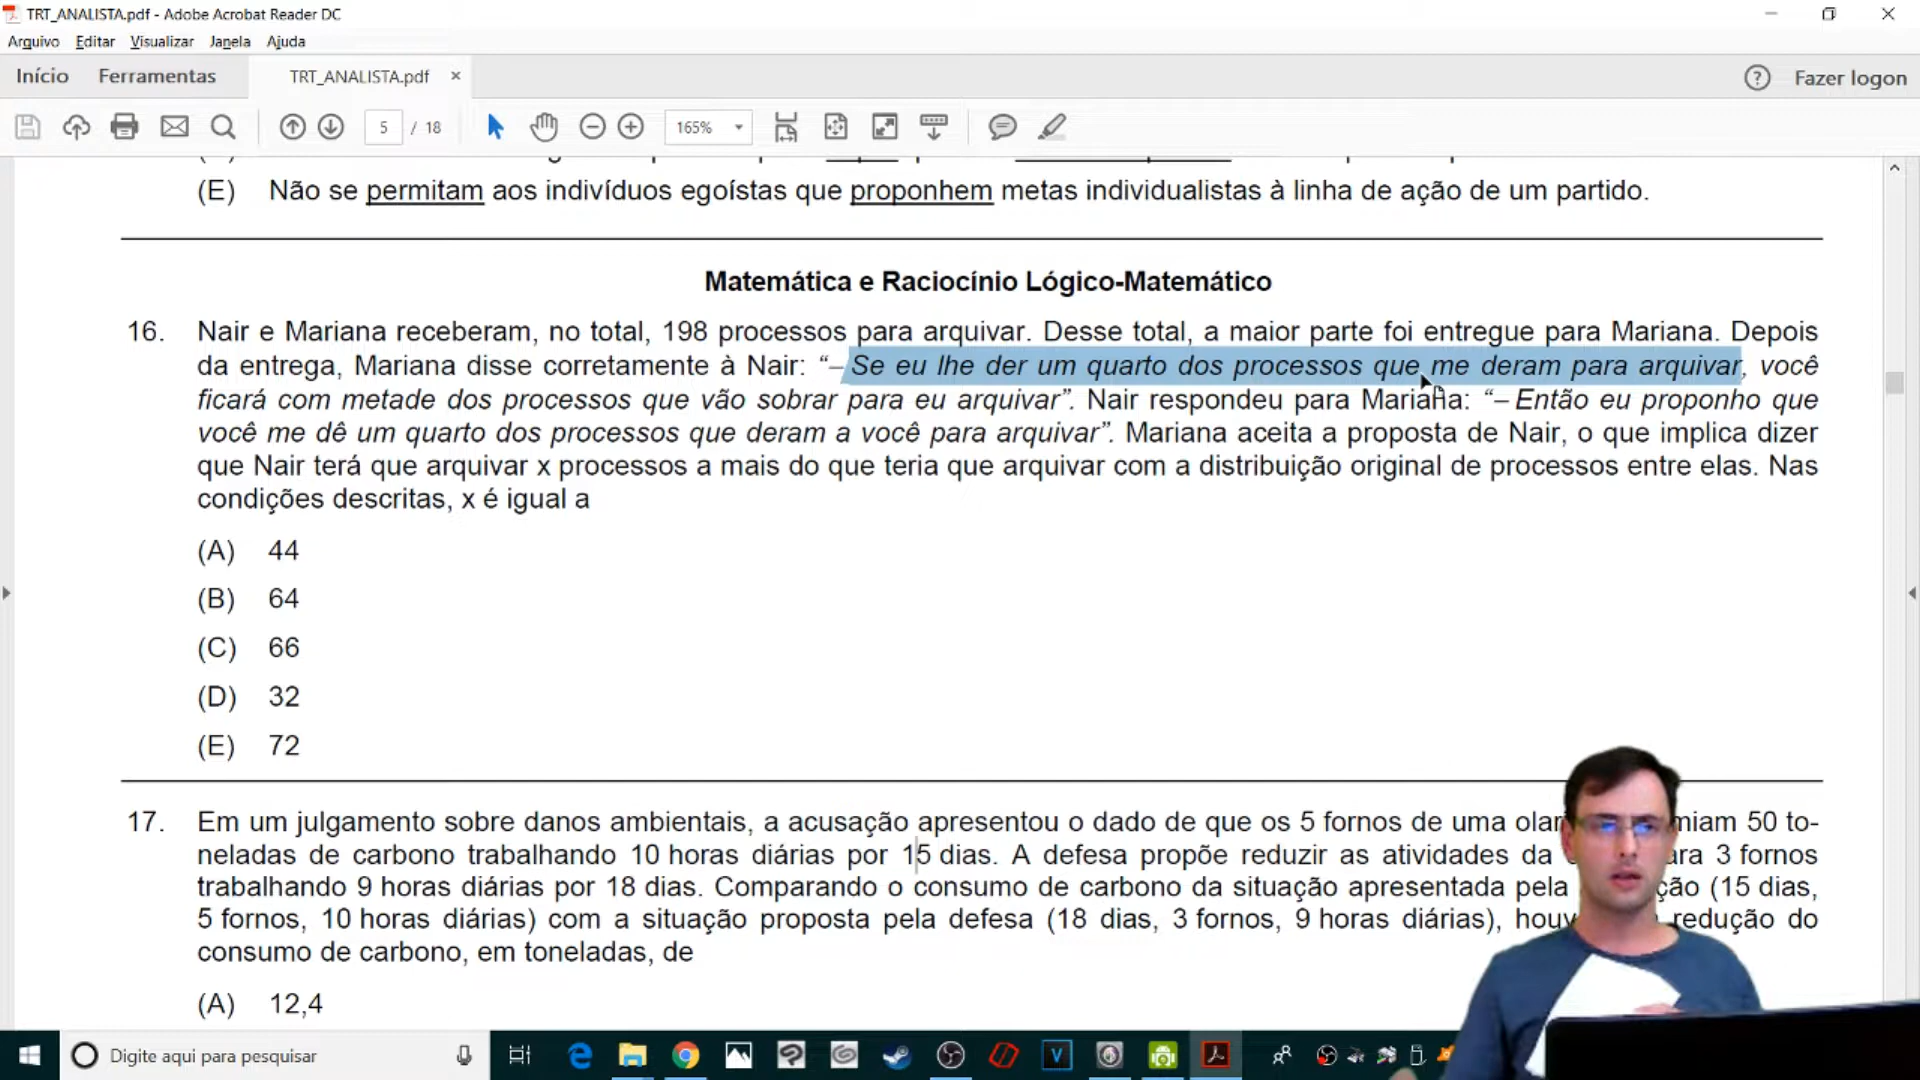 TRT_ANALISTA.pdf - Adobe Acrobat Reader DC
Arquivo Editar Visualizar Janela Ajuda
Início Ferramentas TRT_ANALISTA.pdf × Fazer logon
5 / 18 165%
(E) Não se permitam aos indivíduos egoístas que proponhem metas individualistas à linha de ação de um partido.
Matemática e Raciocínio Lógico-Matemático
16. Nair e Mariana receberam, no total, 198 processos para arquivar. Desse total, a maior parte foi entregue para Mariana. Depois
da entrega, Mariana disse corretamente à Nair: “– Se eu lhe der um quarto dos processos que me deram para arquivar, você
ficará com metade dos processos que vão sobrar para eu arquivar”. Nair respondeu para Mariana: “– Então eu proponho que
você me dê um quarto dos processos que deram a você para arquivar”. Mariana aceita a proposta de Nair, o que implica dizer
que Nair terá que arquivar x processos a mais do que teria que arquivar com a distribuição original de processos entre elas. Nas
condições descritas, x é igual a
(A) 44
(B) 64
(C) 66
(D) 32
(E) 72
17. Em um julgamento sobre danos ambientais, a acusação apresentou o dado de que os 5 fornos de uma miam 50 to-
neladas de carbono trabalhando 10 horas diárias por 15 dias. A defesa propõe reduzir as atividades da ara 3 fornos
trabalhando 9 horas diárias por 18 dias. Comparando o consumo de carbono da situação apresentada pela ção (15 dias,
5 fornos, 10 horas diárias) com a situação proposta pela defesa (18 dias, 3 fornos, 9 horas diárias), redução do
consumo de carbono, em toneladas, de
(A) 12,4
Digite aqui para pesquisar